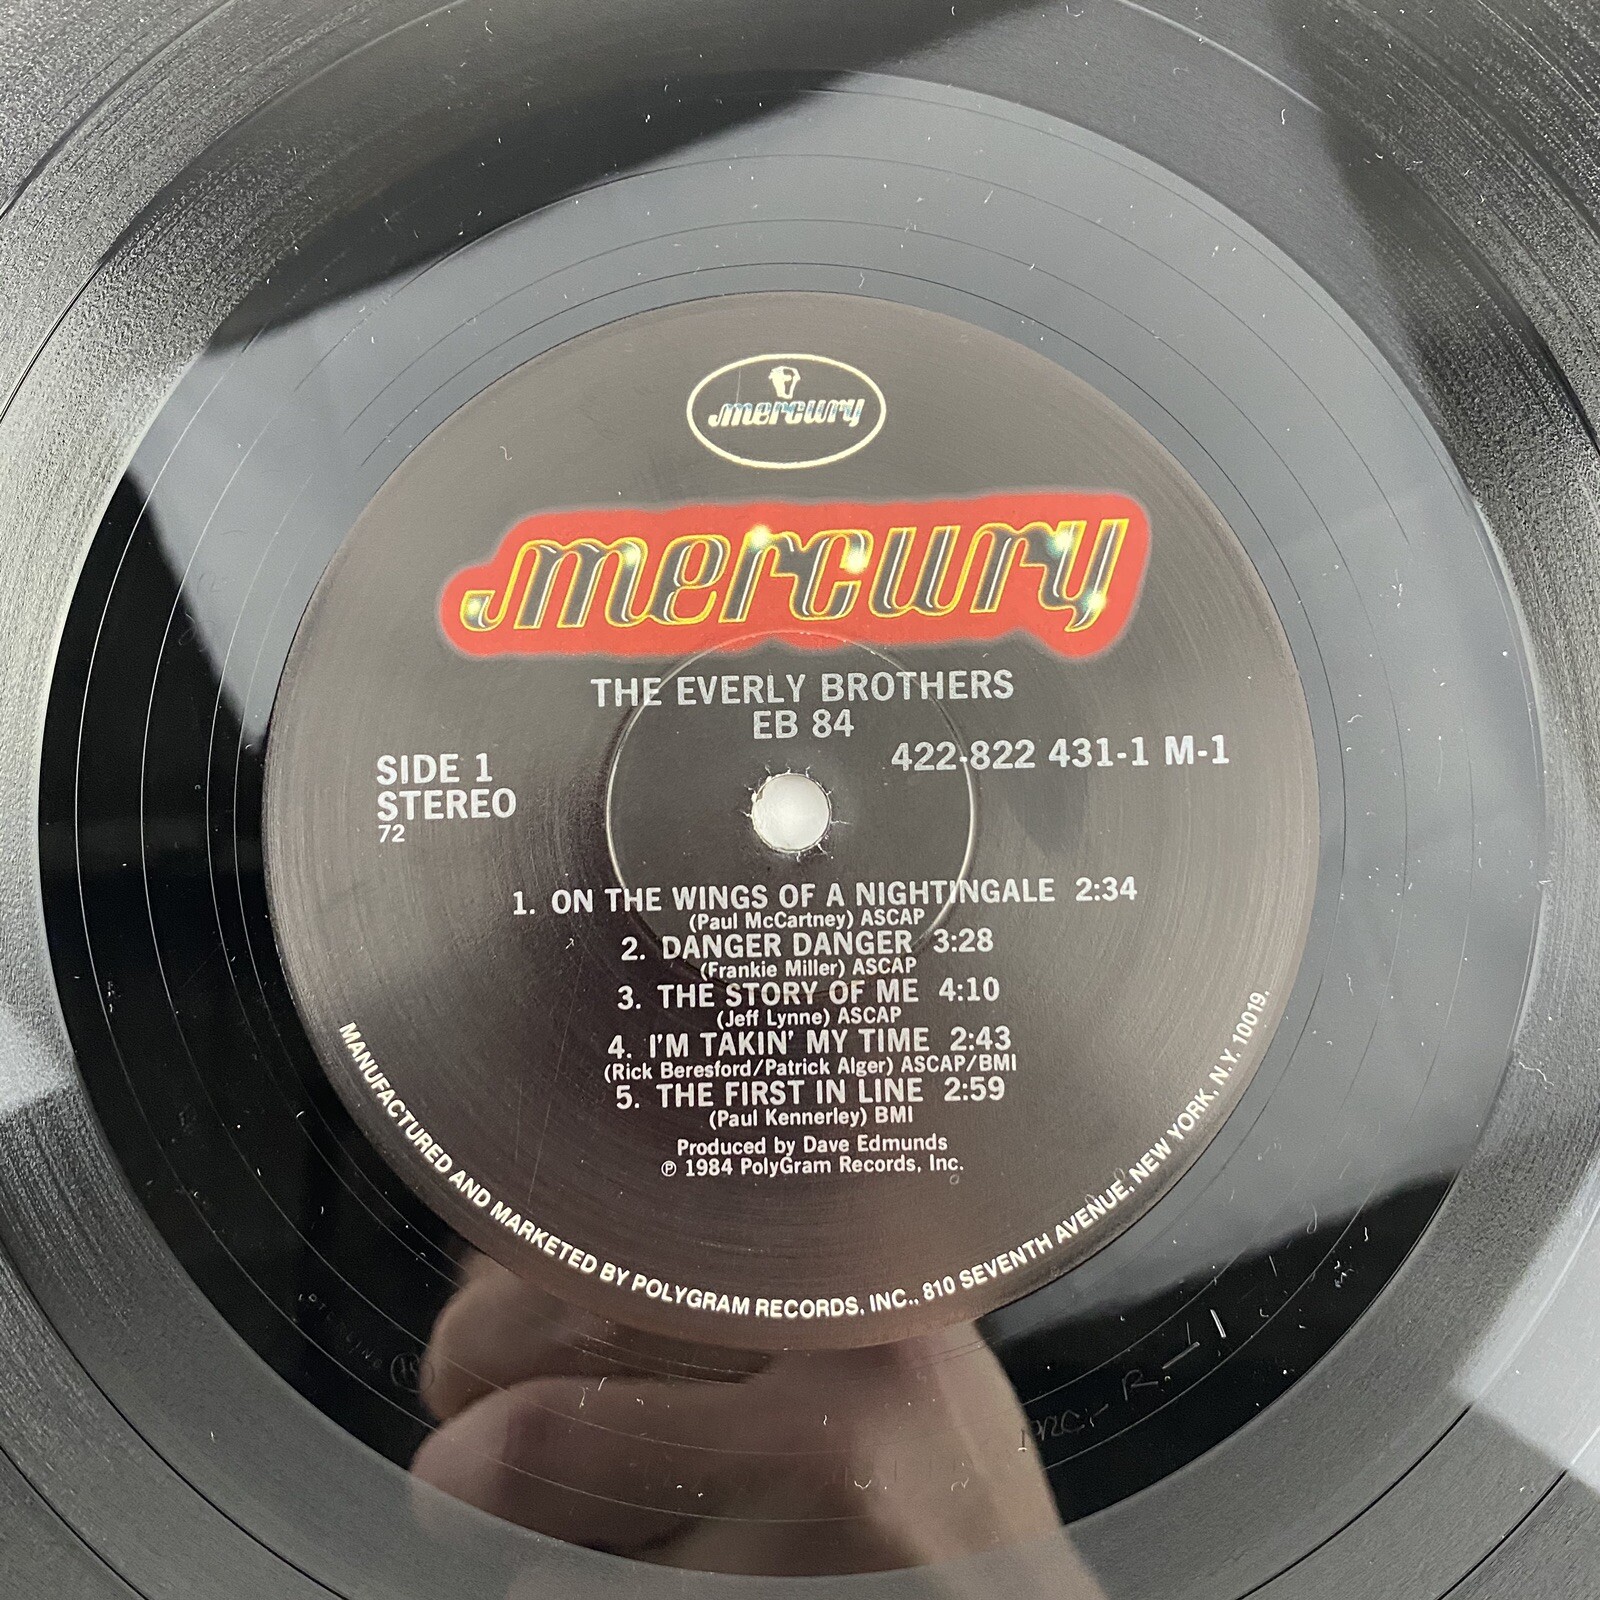 mercury
mercury
THE EVERLY BROTHERS
EB 84
422-822 431-1 M-1
SIDE 1
STEREO
72
1. ON THE WINGS OF A NIGHTINGALE 2:34
(Paul McCartney) ASCAP
2. DANGER DANGER 3:28
(Frankie Miller) ASCAP
3. THE STORY OF ME 4:10
(Jeff Lynne) ASCAP
4. I'M TAKIN' MY TIME 2:43
(Rick Beresford/Patrick Alger) ASCAP/BMI
5. THE FIRST IN LINE 2:59
(Paul Kennerley) BMI
Produced by Dave Edmunds
℗ 1984 PolyGram Records, Inc.
MANUFACTURED AND MARKETED BY POLYGRAM RECORDS, INC., 810 SEVENTH AVENUE, NEW YORK, N.Y. 10019.